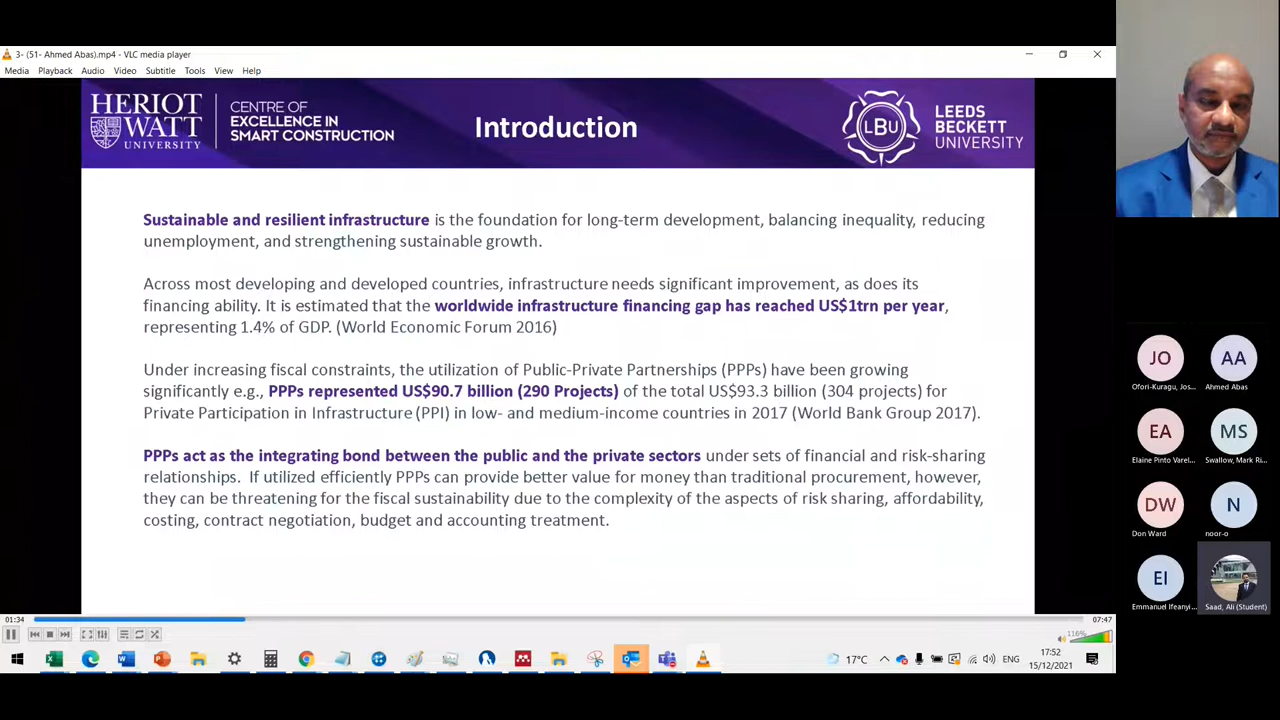 3- (51- Ahmed Abas).mp4 - VLC media player
Media Playback Audio Video Subtitle Tools View Help
HERIOT
WATT
UNIVERSITY
CENTRE OF
EXCELLENCE IN
SMART CONSTRUCTION
Introduction
LBU
LEEDS
BECKETT
UNIVERSITY
Sustainable and resilient infrastructure is the foundation for long-term development, balancing inequality, reducing
unemployment, and strengthening sustainable growth.
Across most developing and developed countries, infrastructure needs significant improvement, as does its
financing ability. It is estimated that the worldwide infrastructure financing gap has reached US$1trn per year,
representing 1.4% of GDP. (World Economic Forum 2016)
Under increasing fiscal constraints, the utilization of Public-Private Partnerships (PPPs) have been growing
significantly e.g., PPPs represented US$90.7 billion (290 Projects) of the total US$93.3 billion (304 projects) for
Private Participation in Infrastructure (PPI) in low- and medium-income countries in 2017 (World Bank Group 2017).
PPPs act as the integrating bond between the public and the private sectors under sets of financial and risk-sharing
relationships. If utilized efficiently PPPs can provide better value for money than traditional procurement, however,
they can be threatening for the fiscal sustainability due to the complexity of the aspects of risk sharing, affordability,
costing, contract negotiation, budget and accounting treatment.
01:34
07:47
116%
17°C
ENG
17:52
15/12/2021
JO
Ofori-Kuragu, Jos...
AA
Ahmed Abas
EA
Elaine Pinto Varel...
MS
Swallow, Mark Ri...
DW
Don Ward
N
noor-o
EI
Emmanuel Ifeanyi...
Saad, Ali (Student)